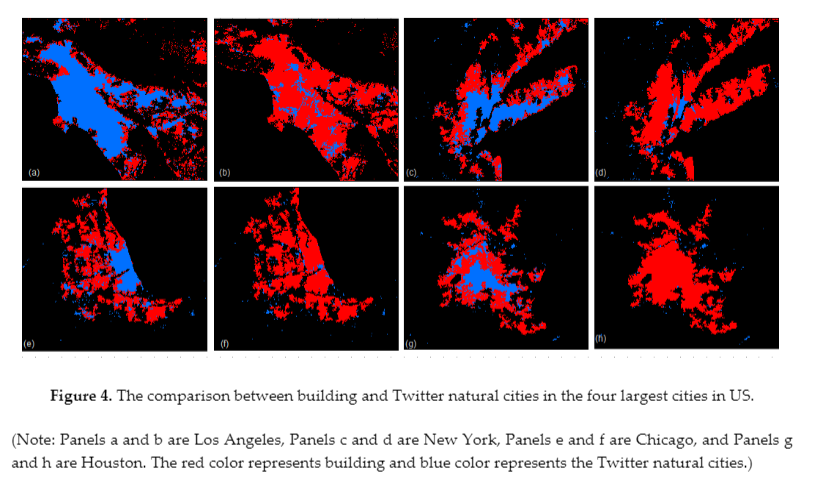 (a)
(b)
(c)
(d)
(e)
(f)
(g)
(h)
Figure 4. The comparison between building and Twitter natural cities in the four largest cities in US.
(Note: Panels a and b are Los Angeles, Panels c and d are New York, Panels e and f are Chicago, and Panels g
and h are Houston. The red color represents building and blue color represents the Twitter natural cities.)